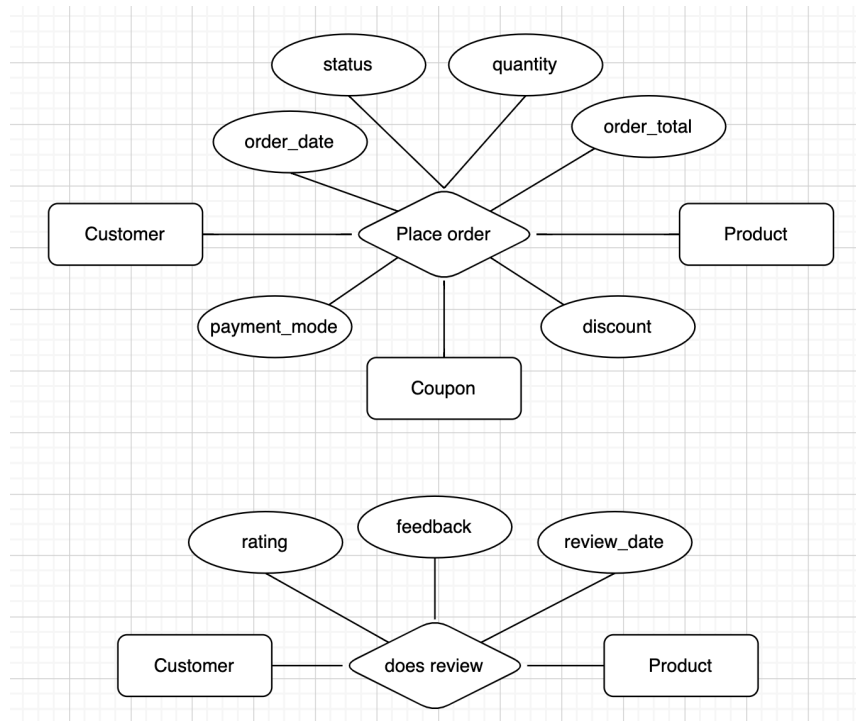 status
quantity
order_date
order_total
Customer
Place order
Product
payment_mode
discount
Coupon
rating
feedback
review_date
Customer
does review
Product